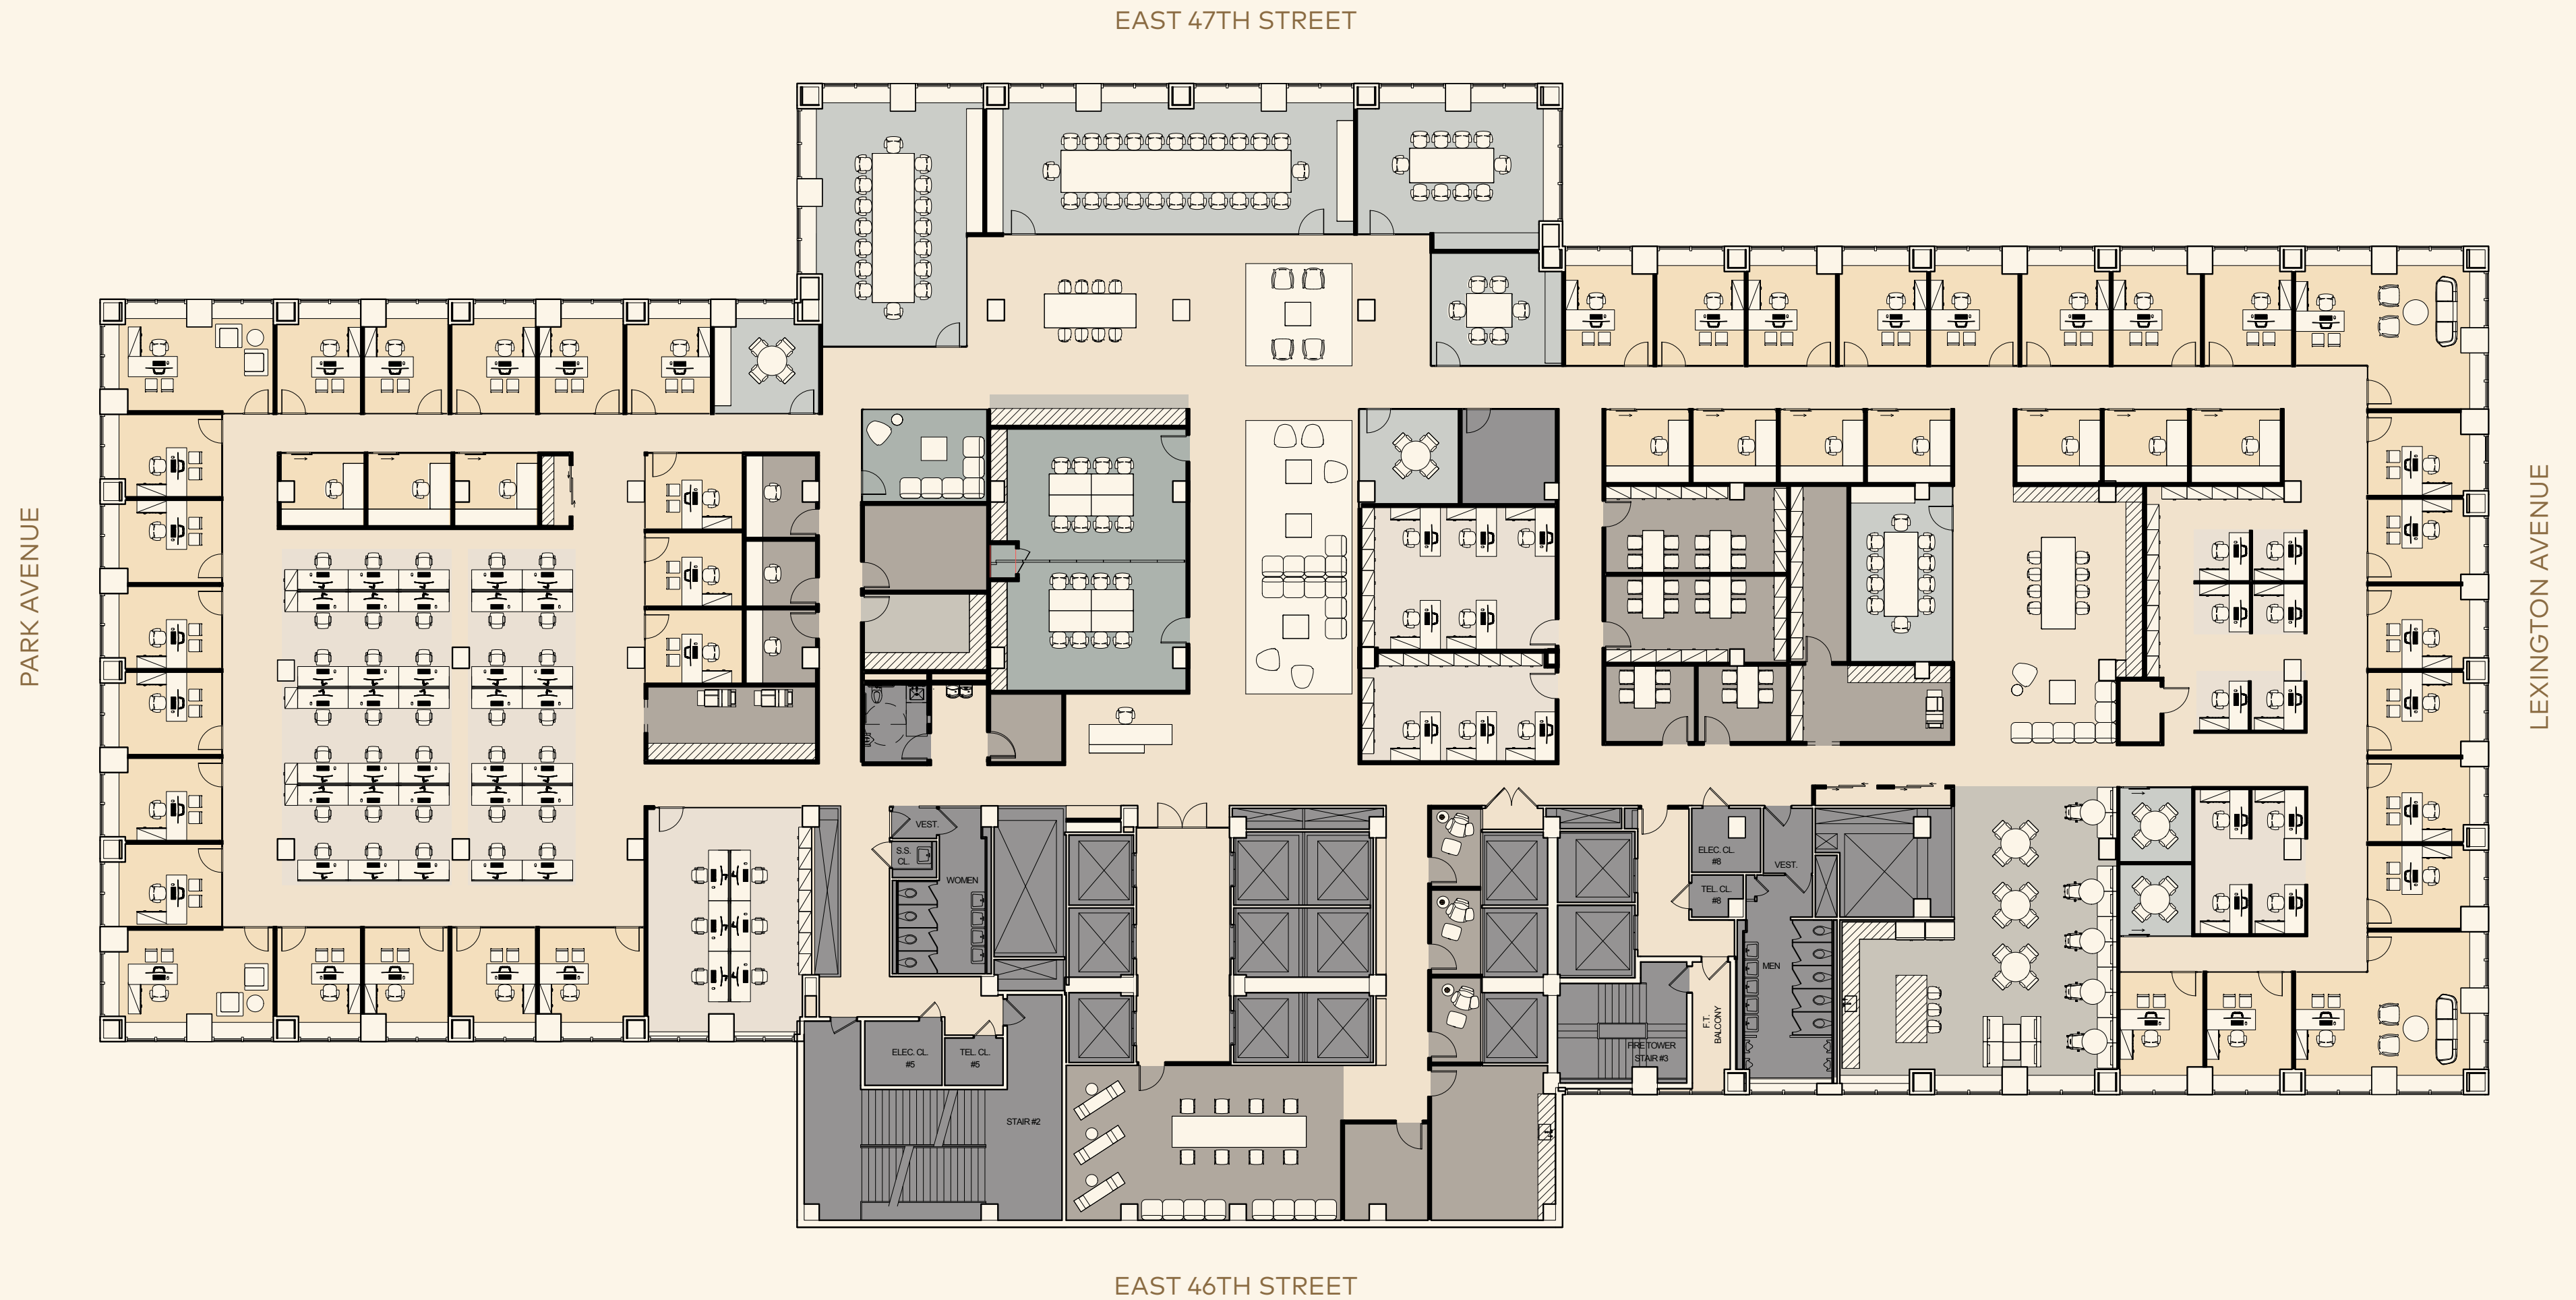 EAST 47TH STREET
PARK AVENUE
LEXINGTON AVENUE
VEST.
S.S.
CL.
WOMEN
ELEC. CL.
#8
VEST.
TEL. CL.
#8
MEN
F.T.
BALCONY
FIRE TOWER
STAIR #3
ELEC. CL.
#5
TEL. CL.
#5
STAIR #2
EAST 46TH STREET